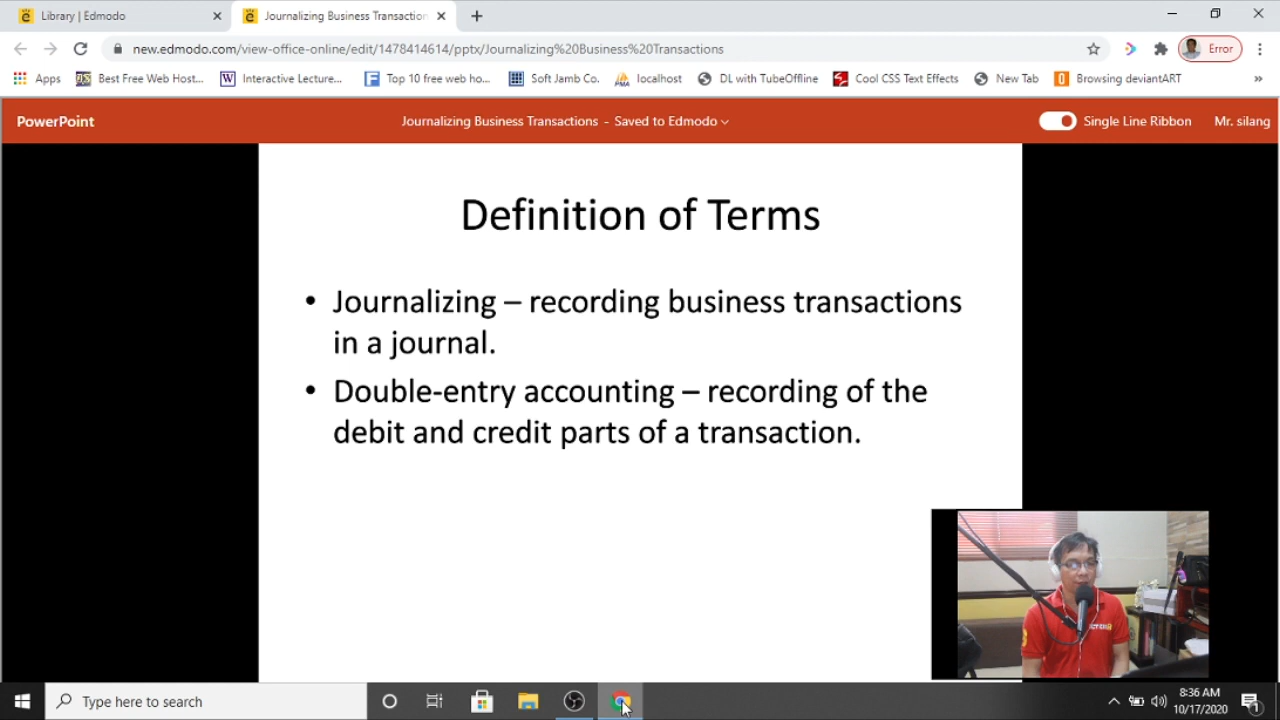 Library | Edmodo
Journalizing Business Transaction
new.edmodo.com/view-office-online/edit/1478414614/pptx/Journalizing%20Business%20Transactions
Error
Apps
Best Free Web Host...
Interactive Lecture...
Top 10 free web ho...
Soft Jamb Co.
localhost
DL with TubeOffline
Cool CSS Text Effects
New Tab
Browsing deviantART
PowerPoint
Journalizing Business Transactions - Saved to Edmodo
Single Line Ribbon
Mr. silang
Definition of Terms
• Journalizing – recording business transactions
in a journal.
• Double-entry accounting – recording of the
debit and credit parts of a transaction.
Type here to search
8:36 AM
10/17/2020
1